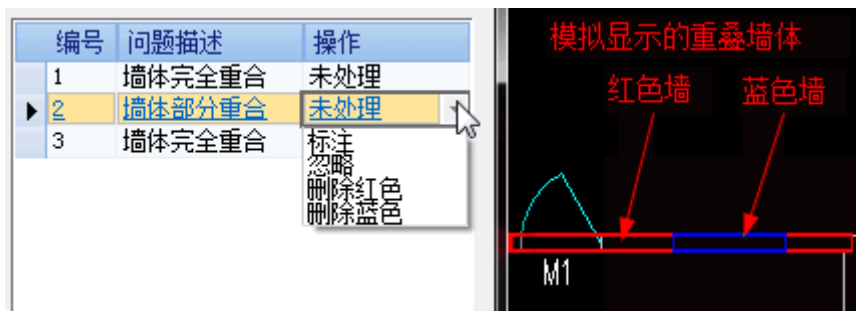 编号 问题描述 操作
1 墙体完全重合 未处理
2 墙体部分重合 未处理
3 墙体完全重合
标注
忽略
删除红色
删除蓝色
模拟显示的重叠墙体
红色墙 蓝色墙
M1